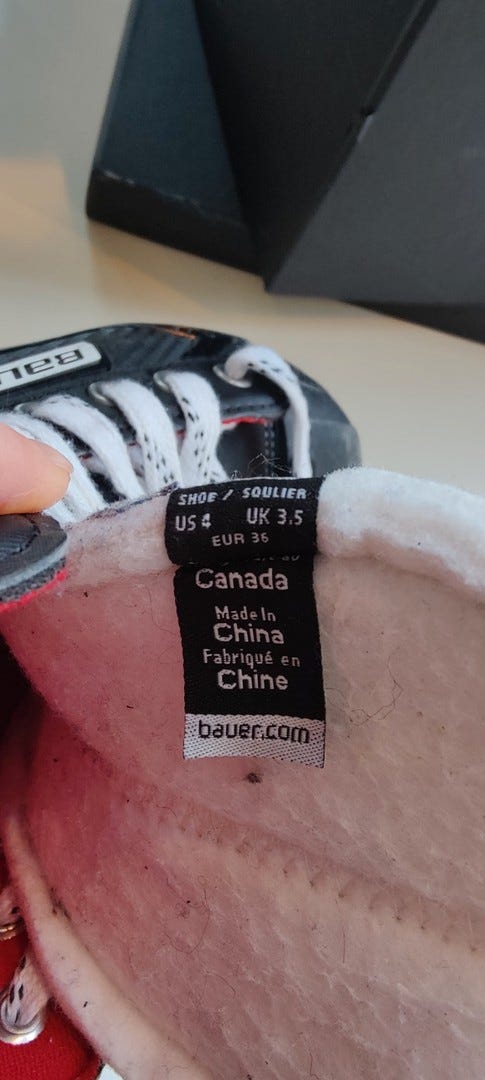 SHOE / SOULIER
US 4 UK 3.5
EUR 36
Canada
Made in
China
Fabriqué en
Chine
bauer.com